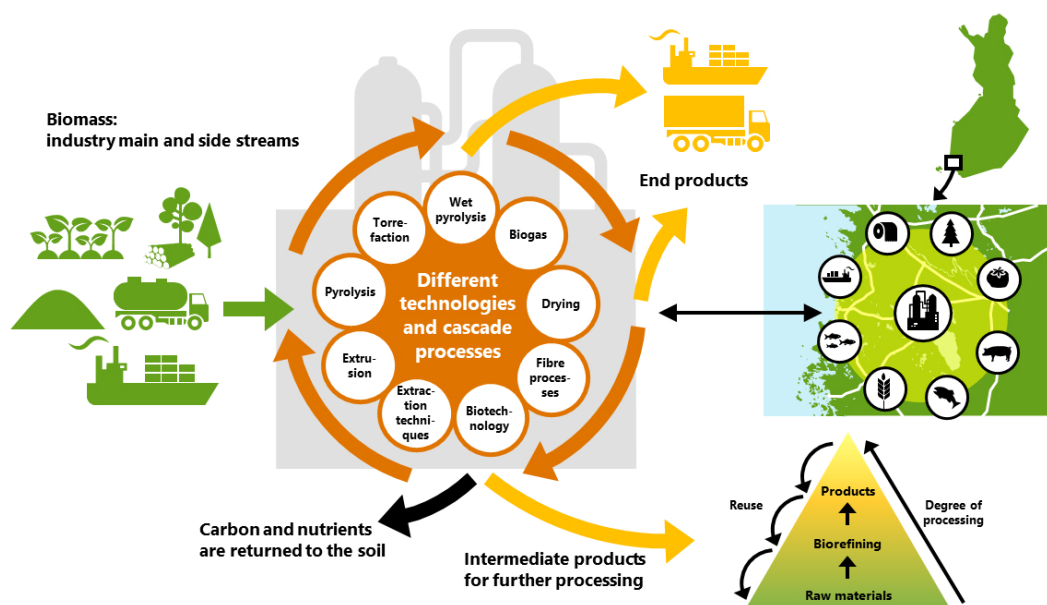 Biomass:
industry main and side streams
End products
Wet
pyrolysis
Torre-
faction
Biogas
Pyrolysis
Different
technologies
and cascade
processes
Drying
Extru-
sion
Fibre
proces-
ses
Extrac-
tion
techni-
ques
Biotech-
nology
Carbon and nutrients
are returned to the soil
Intermediate products
for further processing
Reuse
Products
Degree of
processing
Biorefining
Raw materials